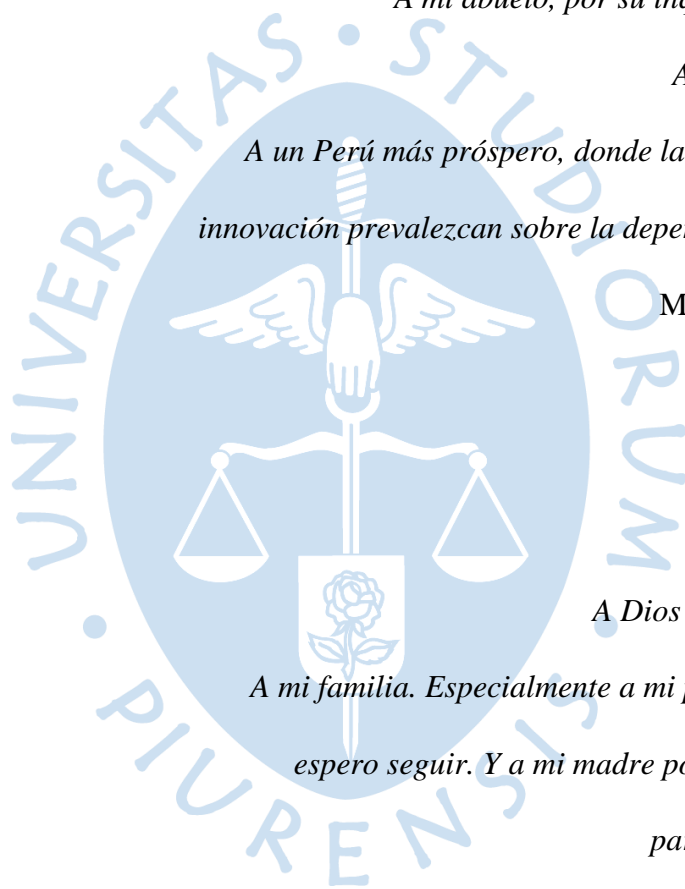 A mi abuelo, por su
A
A un Perú más próspero, donde la
innovación prevalezcan sobre la
M
A Dios
A mi familia. Especialmente a mi
espero seguir. Y a mi madre
UNIVERSITAS • STUDIORUM • PIURENSIS •